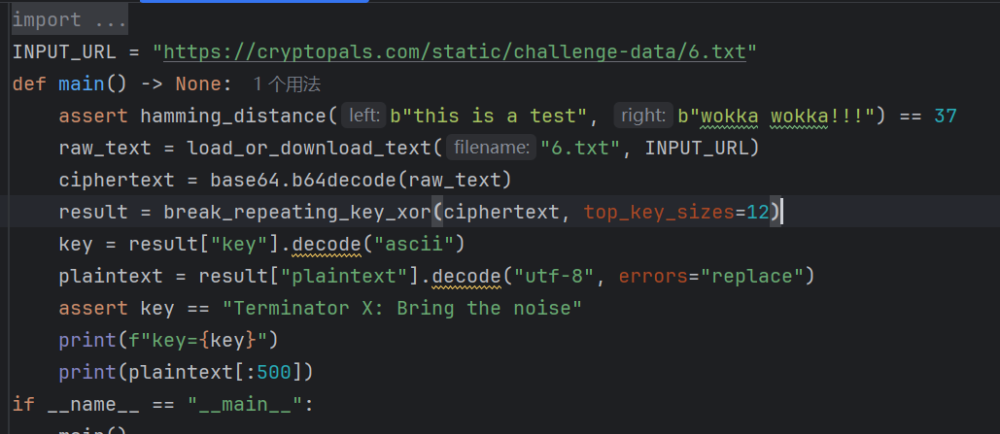 import ...
INPUT_URL = "https://cryptopals.com/static/challenge-data/6.txt"
def main() -> None:  1 个用法
    assert hamming_distance( left: b"this is a test",  right: b"wokka wokka!!!") == 37
    raw_text = load_or_download_text( filename: "6.txt", INPUT_URL)
    ciphertext = base64.b64decode(raw_text)
    result = break_repeating_key_xor(ciphertext, top_key_sizes=12)
    key = result["key"].decode("ascii")
    plaintext = result["plaintext"].decode("utf-8", errors="replace")
    assert key == "Terminator X: Bring the noise"
    print(f"key={key}")
    print(plaintext[:500])
if __name__ == "__main__":
    main()